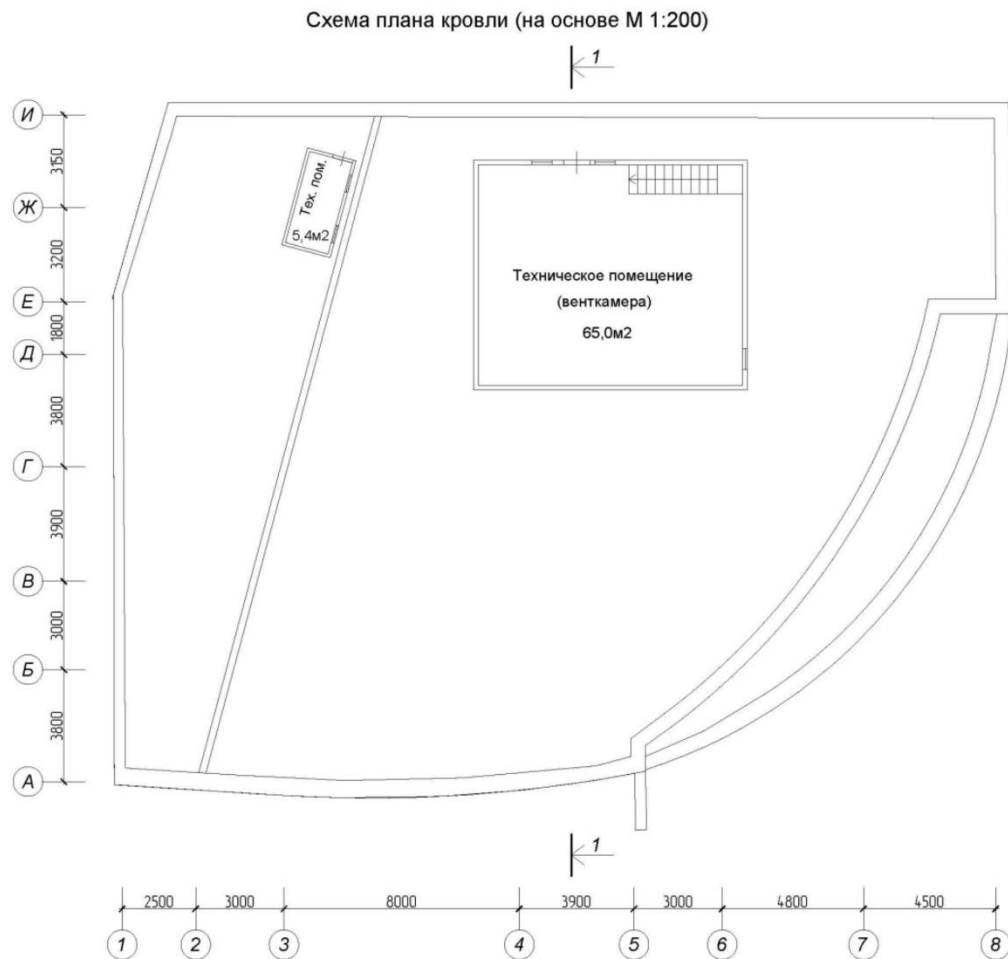 Схема плана кровли (на основе М 1:200)
1
И
3150
Ж
3200
Е
1800
Д
3800
Г
3900
В
3000
Б
3800
А
Тех. пом.
5,4м2
Техническое помещение
(венткамера)
65,0м2
1
2500 3000 8000 3900 3000 4800 4500
1 2 3 4 5 6 7 8